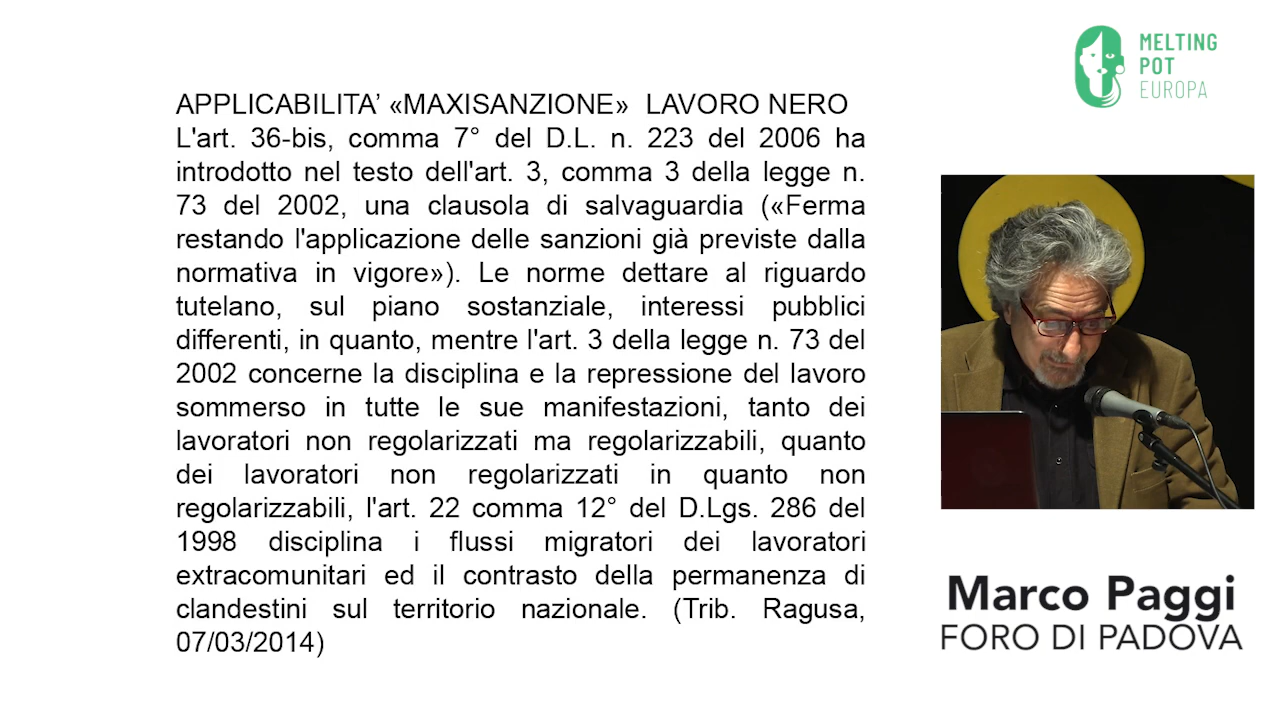 MELTING
POT
EUROPA
APPLICABILITA’ «MAXISANZIONE»  LAVORO NERO
L'art. 36-bis, comma 7° del D.L. n. 223 del 2006 ha
introdotto nel testo dell'art. 3, comma 3 della legge n.
73 del 2002, una clausola di salvaguardia («Ferma
restando l'applicazione delle sanzioni già previste dalla
normativa in vigore»). Le norme dettare al riguardo
tutelano, sul piano sostanziale, interessi pubblici
differenti, in quanto, mentre l'art. 3 della legge n. 73 del
2002 concerne la disciplina e la repressione del lavoro
sommerso in tutte le sue manifestazioni, tanto dei
lavoratori non regolarizzati ma regolarizzabili, quanto
dei lavoratori non regolarizzati in quanto non
regolarizzabili, l'art. 22 comma 12° del D.Lgs. 286 del
1998 disciplina i flussi migratori dei lavoratori
extracomunitari ed il contrasto della permanenza di
clandestini sul territorio nazionale. (Trib. Ragusa,
07/03/2014)
Marco Paggi
FORO DI PADOVA